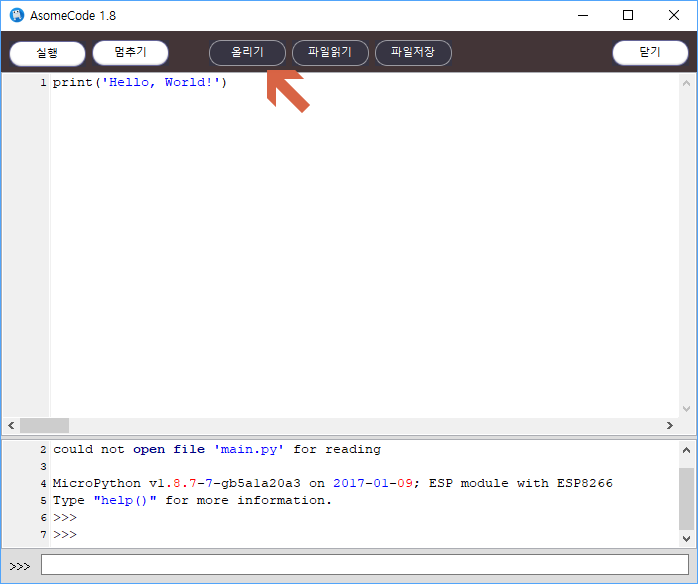 AsomeCode 1.8
실행 멈추기 올리기 파일읽기 파일저장 닫기
1 print('Hello, World!')
2 could not open file 'main.py' for reading
3
4 MicroPython v1.8.7-7-gb5a1a20a3 on 2017-01-09; ESP module with ESP8266
5 Type "help()" for more information.
6 >>>
7 >>>
>>>